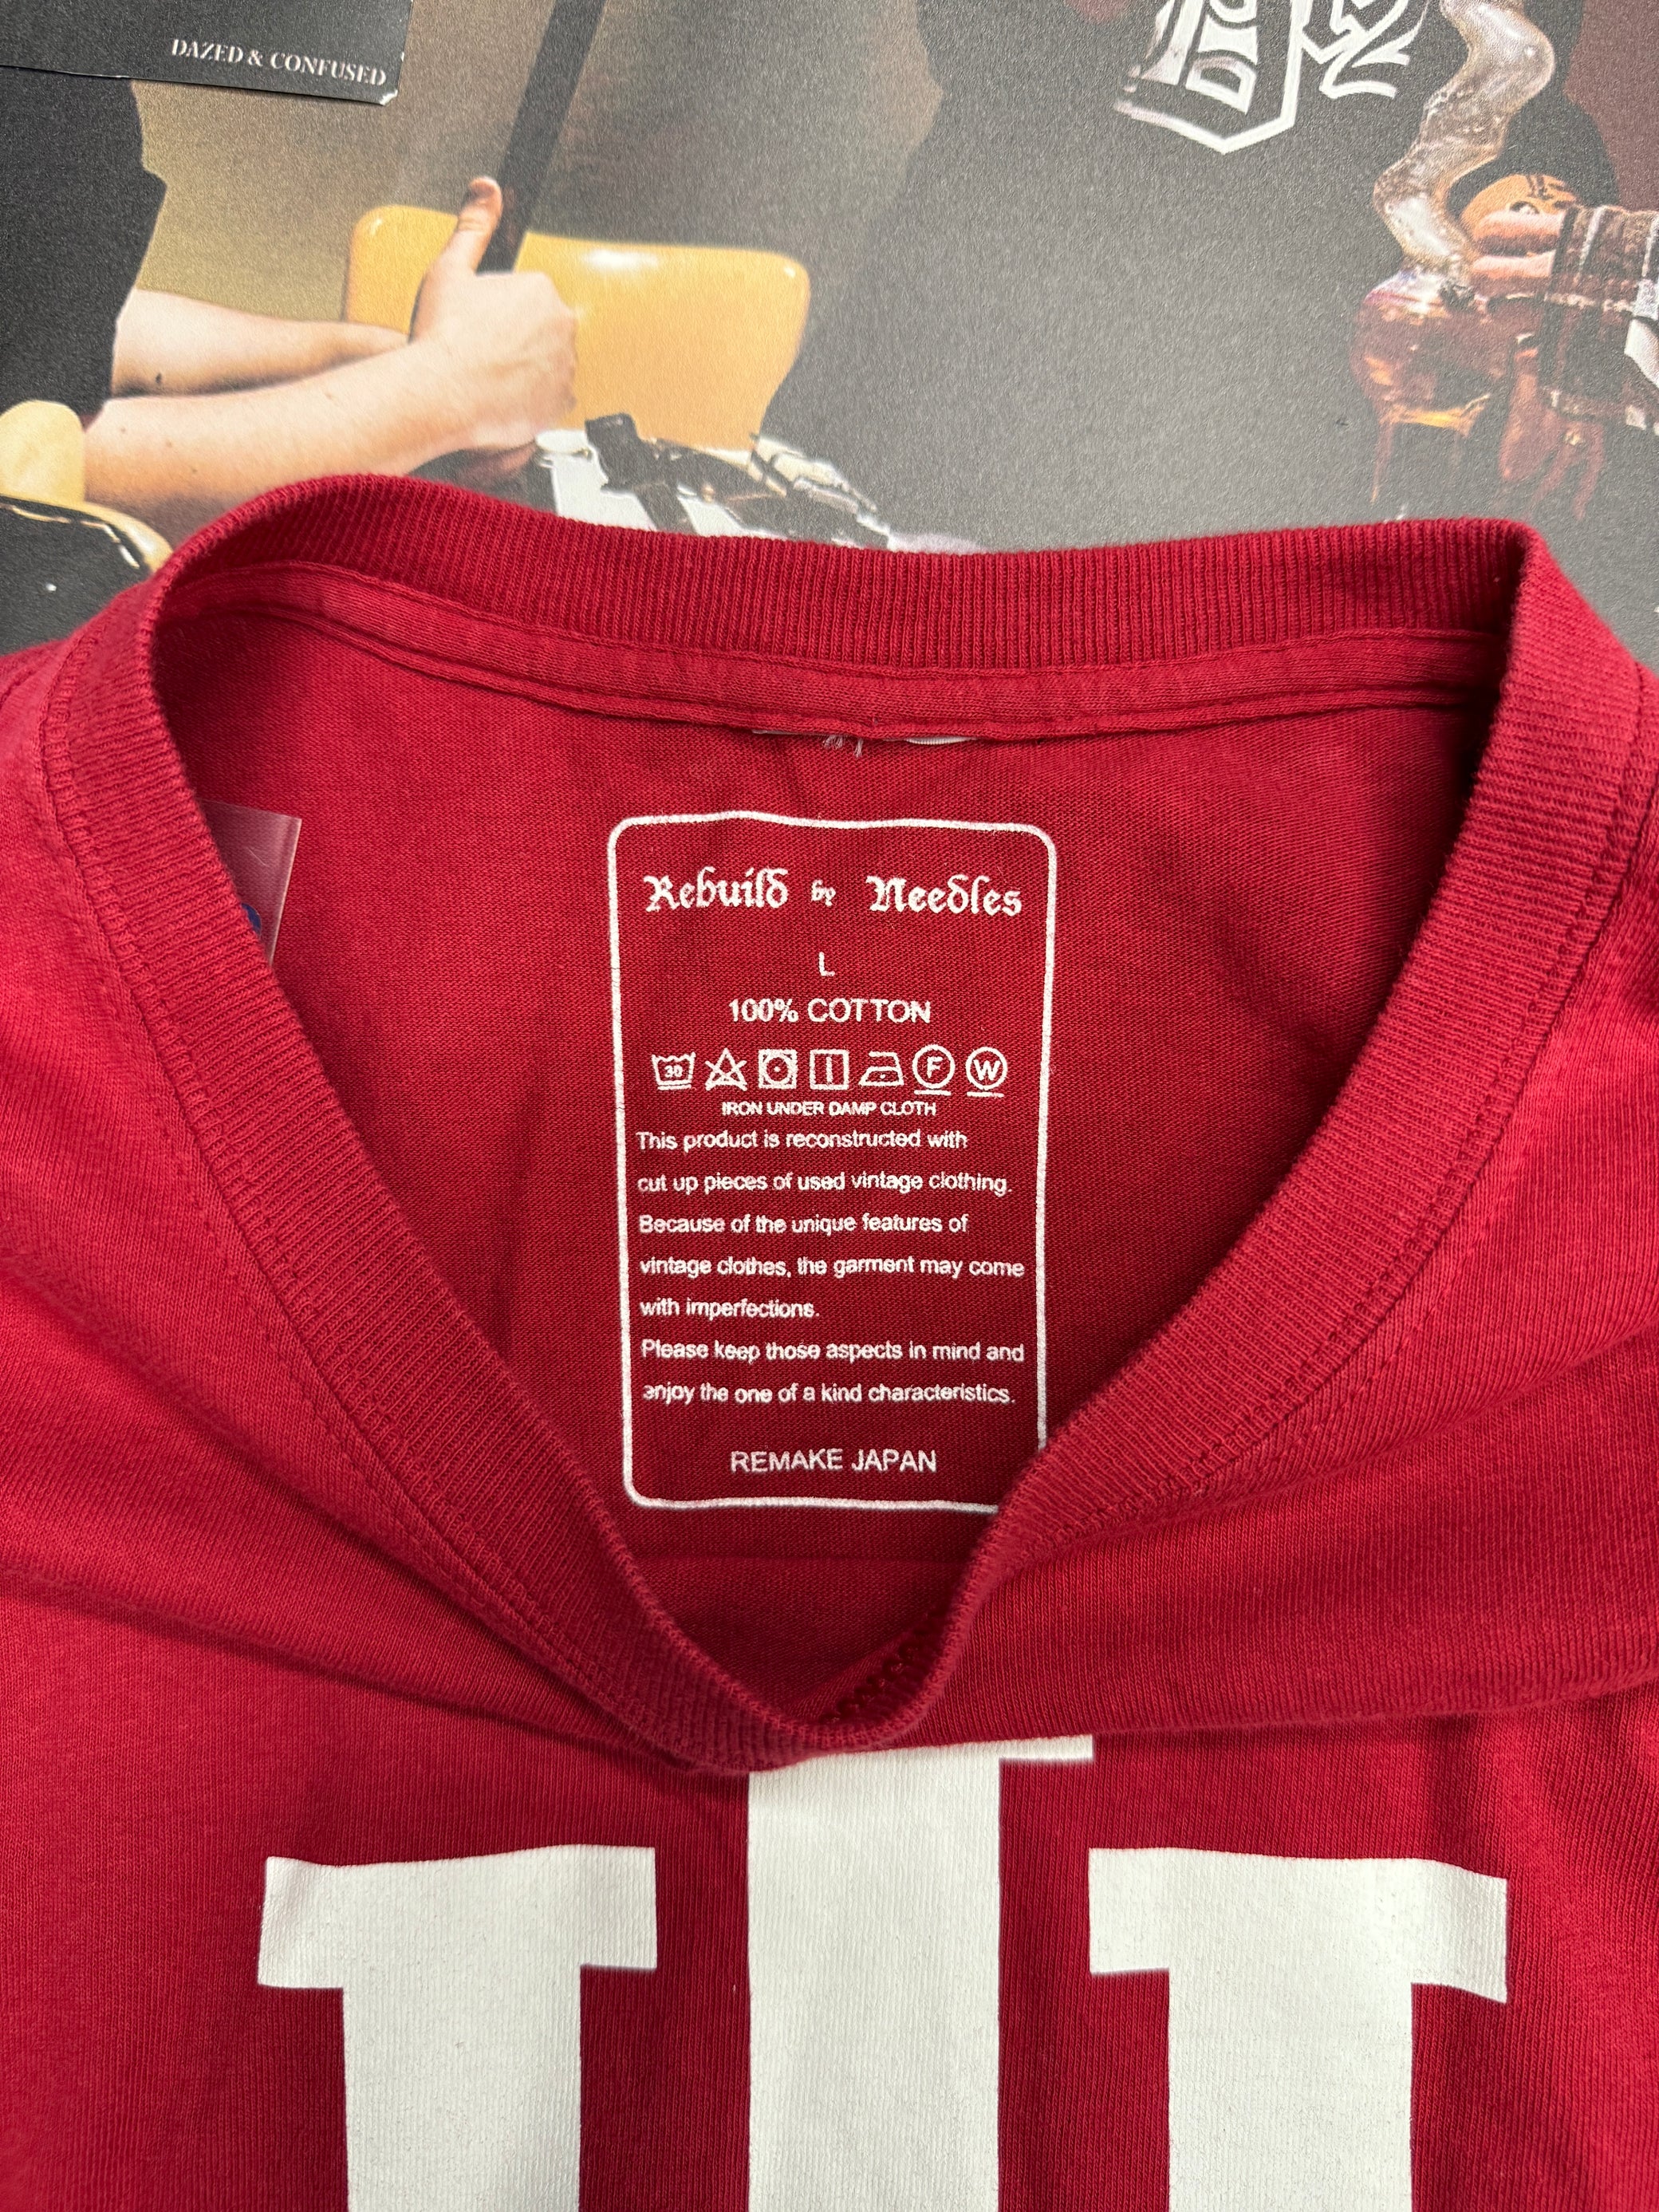 DAZED & CONFUSED
Rebuild by Needles
L
100% COTTON
30 F W
IRON UNDER DAMP CLOTH
This product is reconstructed with
cut up pieces of used vintage clothing.
Because of the unique features of
vintage clothes, the garment may come
with imperfections.
Please keep those aspects in mind and
enjoy the one of a kind characteristics.
REMAKE JAPAN